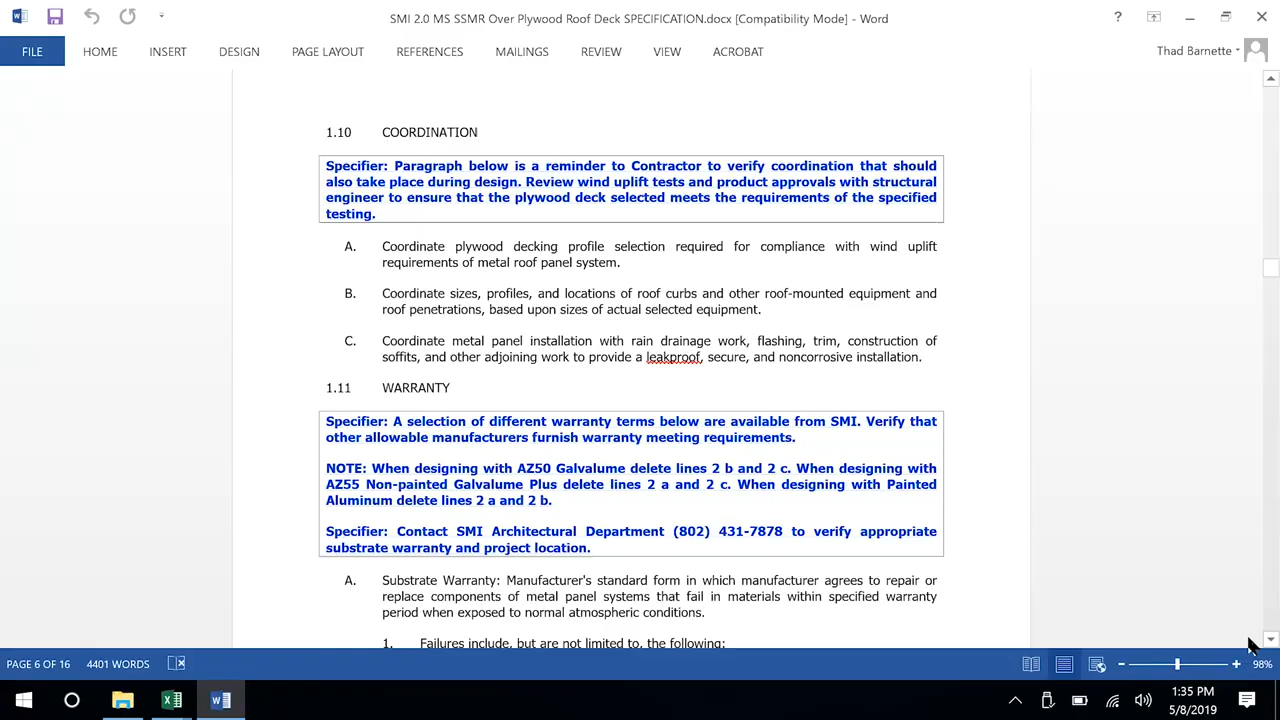 SMI 2.0 MS SSMR Over Plywood Roof Deck SPECIFICATION.docx [Compatibility Mode] - Word
FILE HOME INSERT DESIGN PAGE LAYOUT REFERENCES MAILINGS REVIEW VIEW ACROBAT Thad Barnette
1.10 COORDINATION
Specifier: Paragraph below is a reminder to Contractor to verify coordination that should
also take place during design. Review wind uplift tests and product approvals with structural
engineer to ensure that the plywood deck selected meets the requirements of the specified
testing.
A. Coordinate plywood decking profile selection required for compliance with wind uplift
requirements of metal roof panel system.
B. Coordinate sizes, profiles, and locations of roof curbs and other roof-mounted equipment and
roof penetrations, based upon sizes of actual selected equipment.
C. Coordinate metal panel installation with rain drainage work, flashing, trim, construction of
soffits, and other adjoining work to provide a leakproof, secure, and noncorrosive installation.
1.11 WARRANTY
Specifier: A selection of different warranty terms below are available from SMI. Verify that
other allowable manufacturers furnish warranty meeting requirements.
NOTE: When designing with AZ50 Galvalume delete lines 2 b and 2 c. When designing with
AZ55 Non-painted Galvalume Plus delete lines 2 a and 2 c. When designing with Painted
Aluminum delete lines 2 a and 2 b.
Specifier: Contact SMI Architectural Department (802) 431-7878 to verify appropriate
substrate warranty and project location.
A. Substrate Warranty: Manufacturer's standard form in which manufacturer agrees to repair or
replace components of metal panel systems that fail in materials within specified warranty
period when exposed to normal atmospheric conditions.
1. Failures include, but are not limited to, the following:
PAGE 6 OF 16 4401 WORDS 98%
1:35 PM
5/8/2019